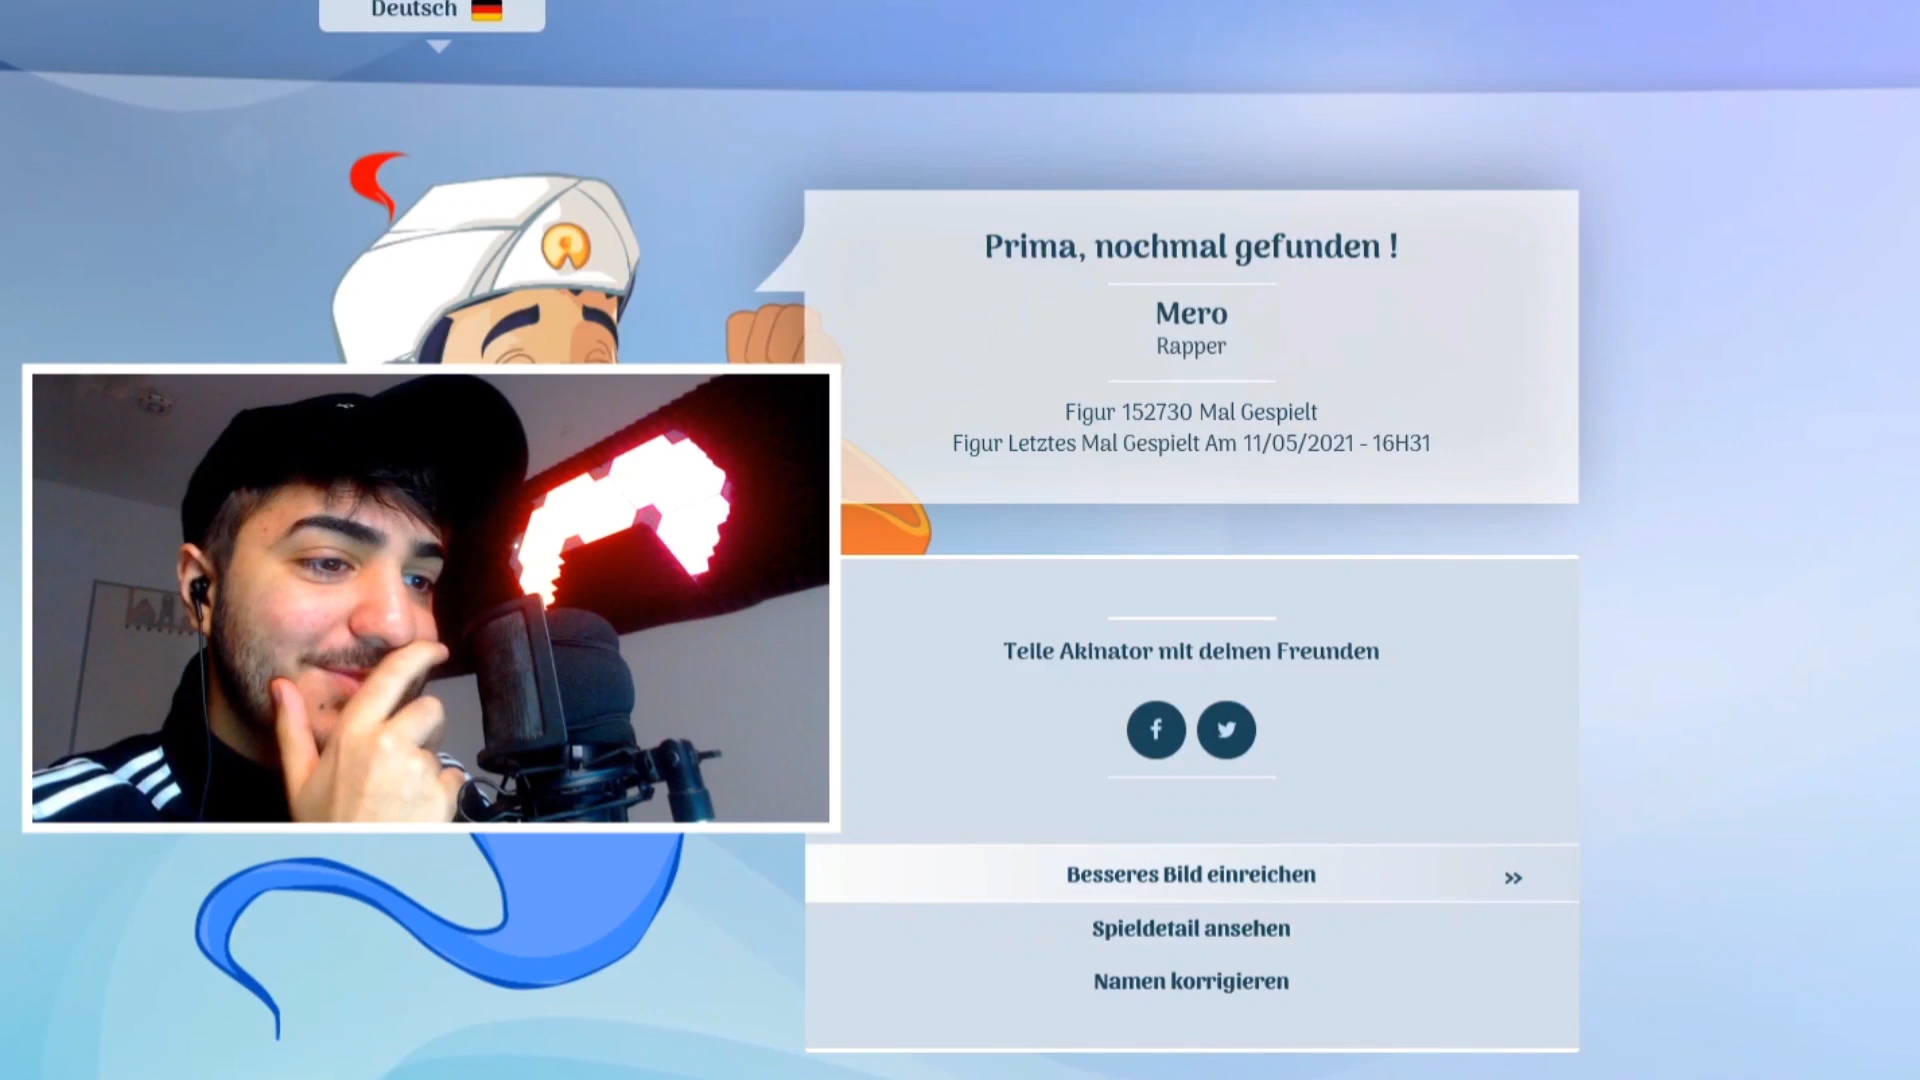 Deutsch
Prima, nochmal gefunden !
Mero
Rapper
Figur 152730 Mal Gespielt
Figur Letztes Mal Gespielt Am 11/05/2021 - 16H31
Teile Akinator mit deinen Freunden
Besseres Bild einreichen »
Spieldetail ansehen
Namen korrigieren